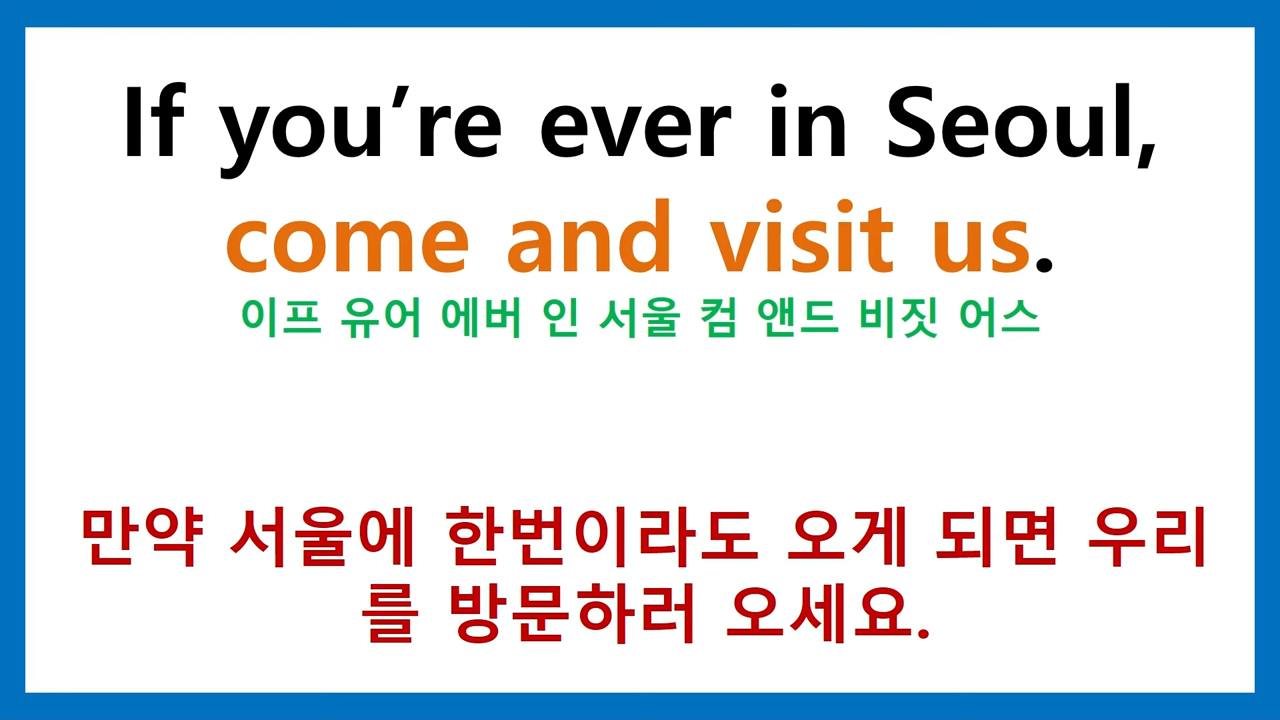 If you’re ever in Seoul,
come and visit us.
이프 유어 에버 인 서울 컴 앤드 비짓 어스
만약 서울에 한번이라도 오게 되면 우리
를 방문하러 오세요.